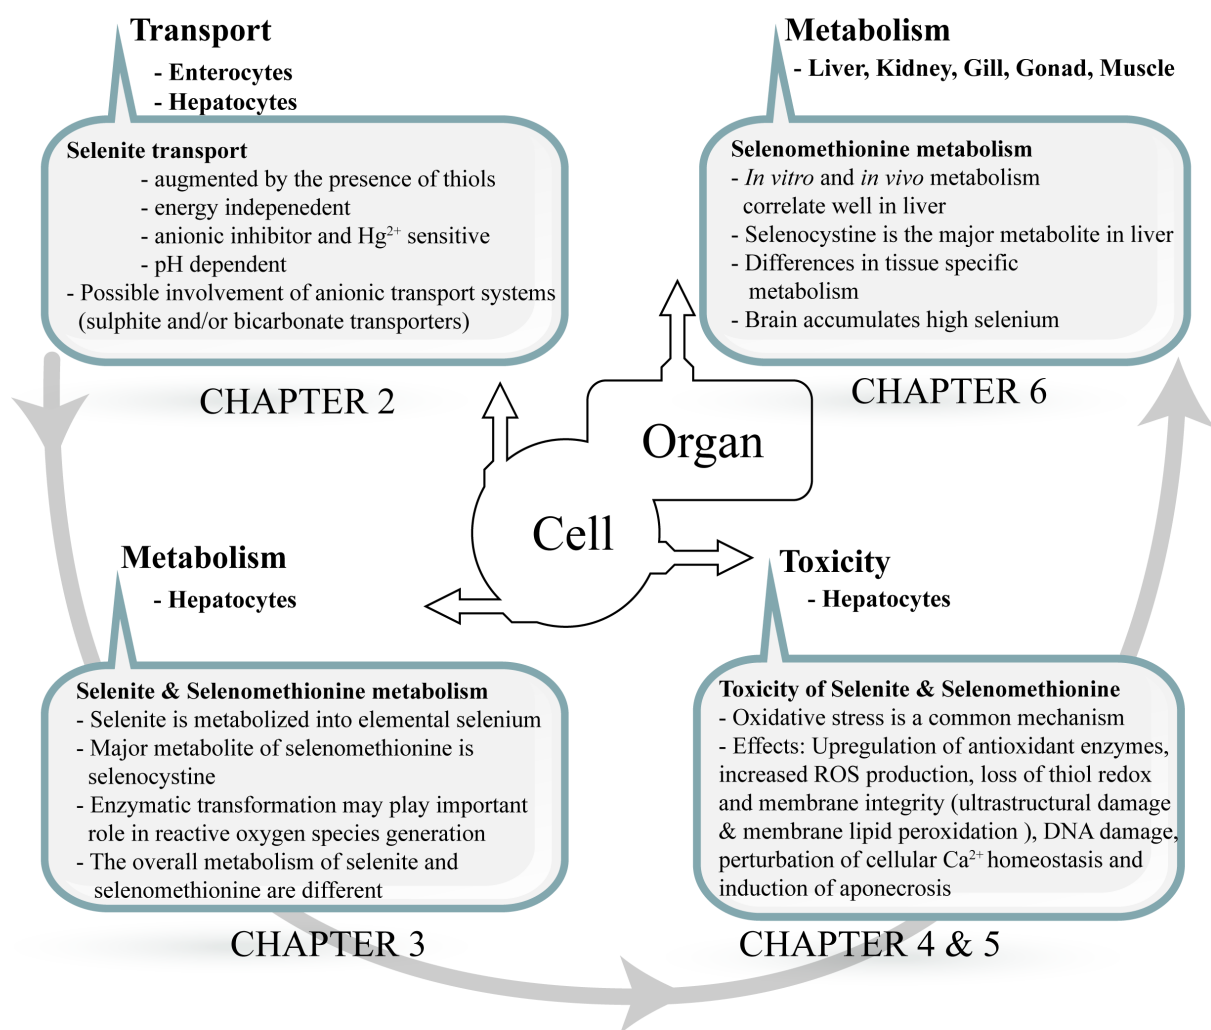 Transport
- Enterocytes
- Hepatocytes
Selenite transport
- augmented by the presence of thiols
- energy indepenedent
- anionic inhibitor and Hg²⁺ sensitive
- pH dependent
- Possible involvement of anionic transport systems
(sulphite and/or bicarbonate transporters)
CHAPTER 2
Metabolism
- Liver, Kidney, Gill, Gonad, Muscle
Selenomethionine metabolism
- In vitro and in vivo metabolism
correlate well in liver
- Selenocystine is the major metabolite in liver
- Differences in tissue specific
metabolism
- Brain accumulates high selenium
CHAPTER 6
Organ
Cell
Metabolism
- Hepatocytes
Selenite & Selenomethionine metabolism
- Selenite is metabolized into elemental selenium
- Major metabolite of selenomethionine is
selenocystine
- Enzymatic transformation may play important
role in reactive oxygen species generation
- The overall metabolism of selenite and
selenomethionine are different
CHAPTER 3
Toxicity
- Hepatocytes
Toxicity of Selenite & Selenomethionine
- Oxidative stress is a common mechanism
- Effects: Upregulation of antioxidant enzymes,
increased ROS production, loss of thiol redox
and membrane integrity (ultrastructural damage
& membrane lipid peroxidation ), DNA damage,
perturbation of cellular Ca²⁺ homeostasis and
induction of aponecrosis
CHAPTER 4 & 5